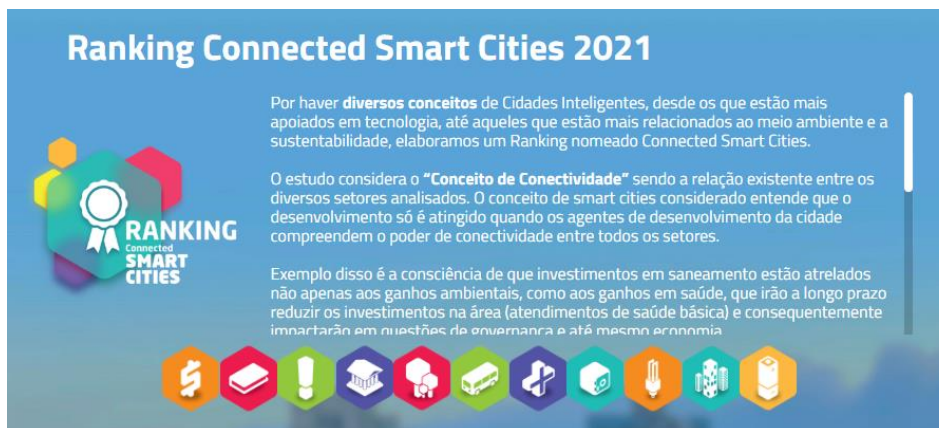 Ranking Connected Smart Cities 2021
Por haver diversos conceitos de Cidades Inteligentes, desde os que estão mais
apoiados em tecnologia, até aqueles que estão mais relacionados ao meio ambiente e a
sustentabilidade, elaboramos um Ranking nomeado Connected Smart Cities.
O estudo considera o “Conceito de Conectividade” sendo a relação existente entre os
diversos setores analisados. O conceito de smart cities considerado entende que o
desenvolvimento só é atingido quando os agentes de desenvolvimento da cidade
compreendem o poder de conectividade entre todos os setores.
Exemplo disso é a consciência de que investimentos em saneamento estão atrelados
não apenas aos ganhos ambientais, como aos ganhos em saúde, que irão a longo prazo
reduzir os investimentos na área (atendimentos de saúde básica) e consequentemente
impactarão em questões de governança e até mesmo economia.
RANKING
Connected
SMART
CITIES